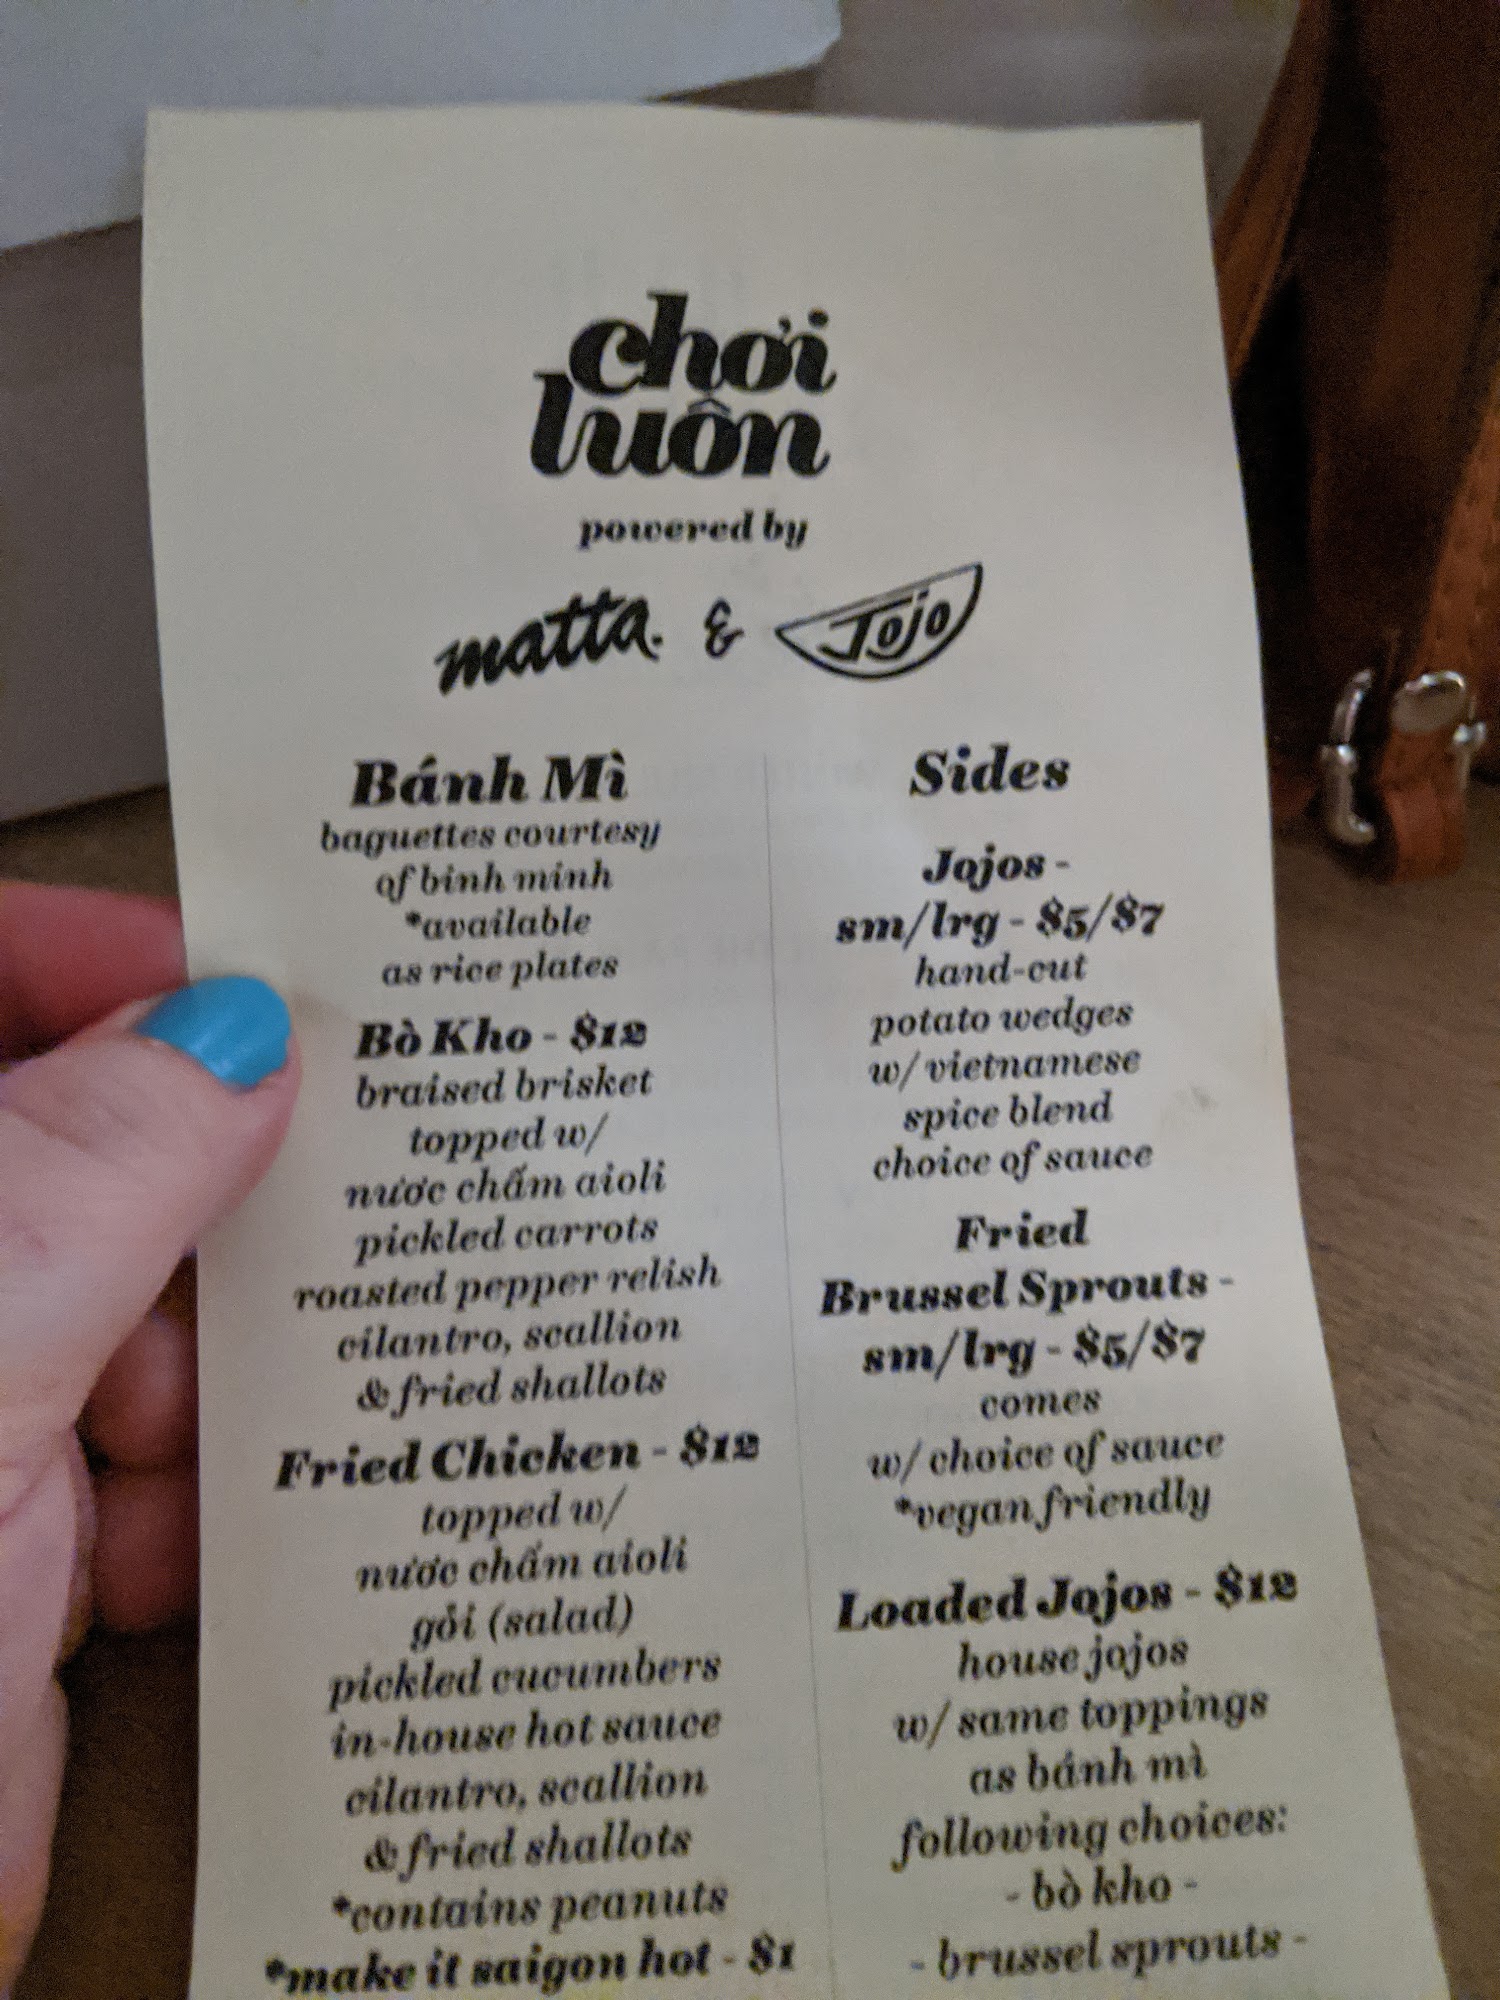 chơi
luôn
powered by
matta. & Jojo
Bánh Mì
baguettes courtesy
of binh minh
*available
as rice plates
Bò Kho - $12
braised brisket
topped w/
nước chấm aioli
pickled carrots
roasted pepper relish
cilantro, scallion
& fried shallots
Fried Chicken - $12
topped w/
nước chấm aioli
gỏi (salad)
pickled cucumbers
in-house hot sauce
cilantro, scallion
& fried shallots
*contains peanuts
*make it saigon hot - $1
Sides
Jojos -
sm/lrg - $5/$7
hand-cut
potato wedges
w/ vietnamese
spice blend
choice of sauce
Fried
Brussel Sprouts -
sm/lrg - $5/$7
comes
w/ choice of sauce
*vegan friendly
Loaded Jojos - $12
house jojos
w/ same toppings
as bánh mì
following choices:
- bò kho -
- brussel sprouts -